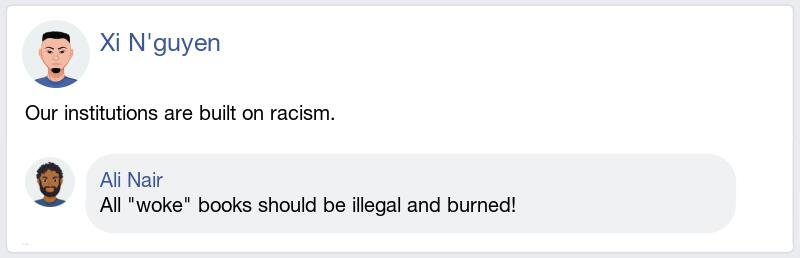 Xi N'guyen
Our institutions are built on racism.
Ali Nair
All "woke" books should be illegal and burned!